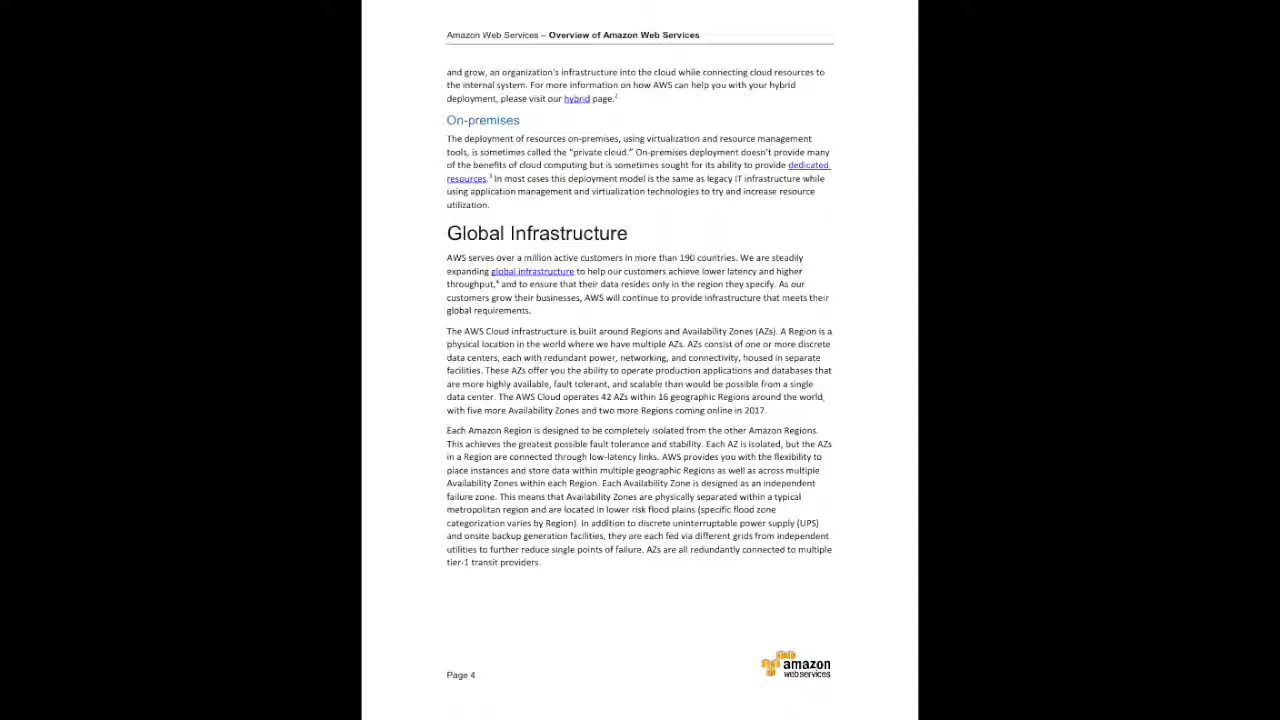 Amazon Web Services – Overview of Amazon Web Services
and grow, an organization's infrastructure into the cloud while connecting cloud resources to
the internal system. For more information on how AWS can help you with your hybrid
deployment, please visit our hybrid page.2
On-premises
The deployment of resources on-premises, using virtualization and resource management
tools, is sometimes called the “private cloud.” On-premises deployment doesn't provide many
of the benefits of cloud computing but is sometimes sought for its ability to provide dedicated
resources.3 In most cases this deployment model is the same as legacy IT infrastructure while
using application management and virtualization technologies to try and increase resource
utilization.
Global Infrastructure
AWS serves over a million active customers in more than 190 countries. We are steadily
expanding global infrastructure to help our customers achieve lower latency and higher
throughput,4 and to ensure that their data resides only in the region they specify. As our
customers grow their businesses, AWS will continue to provide infrastructure that meets their
global requirements.
The AWS Cloud infrastructure is built around Regions and Availability Zones (AZs). A Region is a
physical location in the world where we have multiple AZs. AZs consist of one or more discrete
data centers, each with redundant power, networking, and connectivity, housed in separate
facilities. These AZs offer you the ability to operate production applications and databases that
are more highly available, fault tolerant, and scalable than would be possible from a single
data center. The AWS Cloud operates 42 AZs within 16 geographic Regions around the world,
with five more Availability Zones and two more Regions coming online in 2017.
Each Amazon Region is designed to be completely isolated from the other Amazon Regions.
This achieves the greatest possible fault tolerance and stability. Each AZ is isolated, but the AZs
in a Region are connected through low-latency links. AWS provides you with the flexibility to
place instances and store data within multiple geographic Regions as well as across multiple
Availability Zones within each Region. Each Availability Zone is designed as an independent
failure zone. This means that Availability Zones are physically separated within a typical
metropolitan region and are located in lower risk flood plains (specific flood zone
categorization varies by Region). In addition to discrete uninterruptable power supply (UPS)
and onsite backup generation facilities, they are each fed via different grids from independent
utilities to further reduce single points of failure. AZs are all redundantly connected to multiple
tier-1 transit providers.
Page 4
amazon
webservices